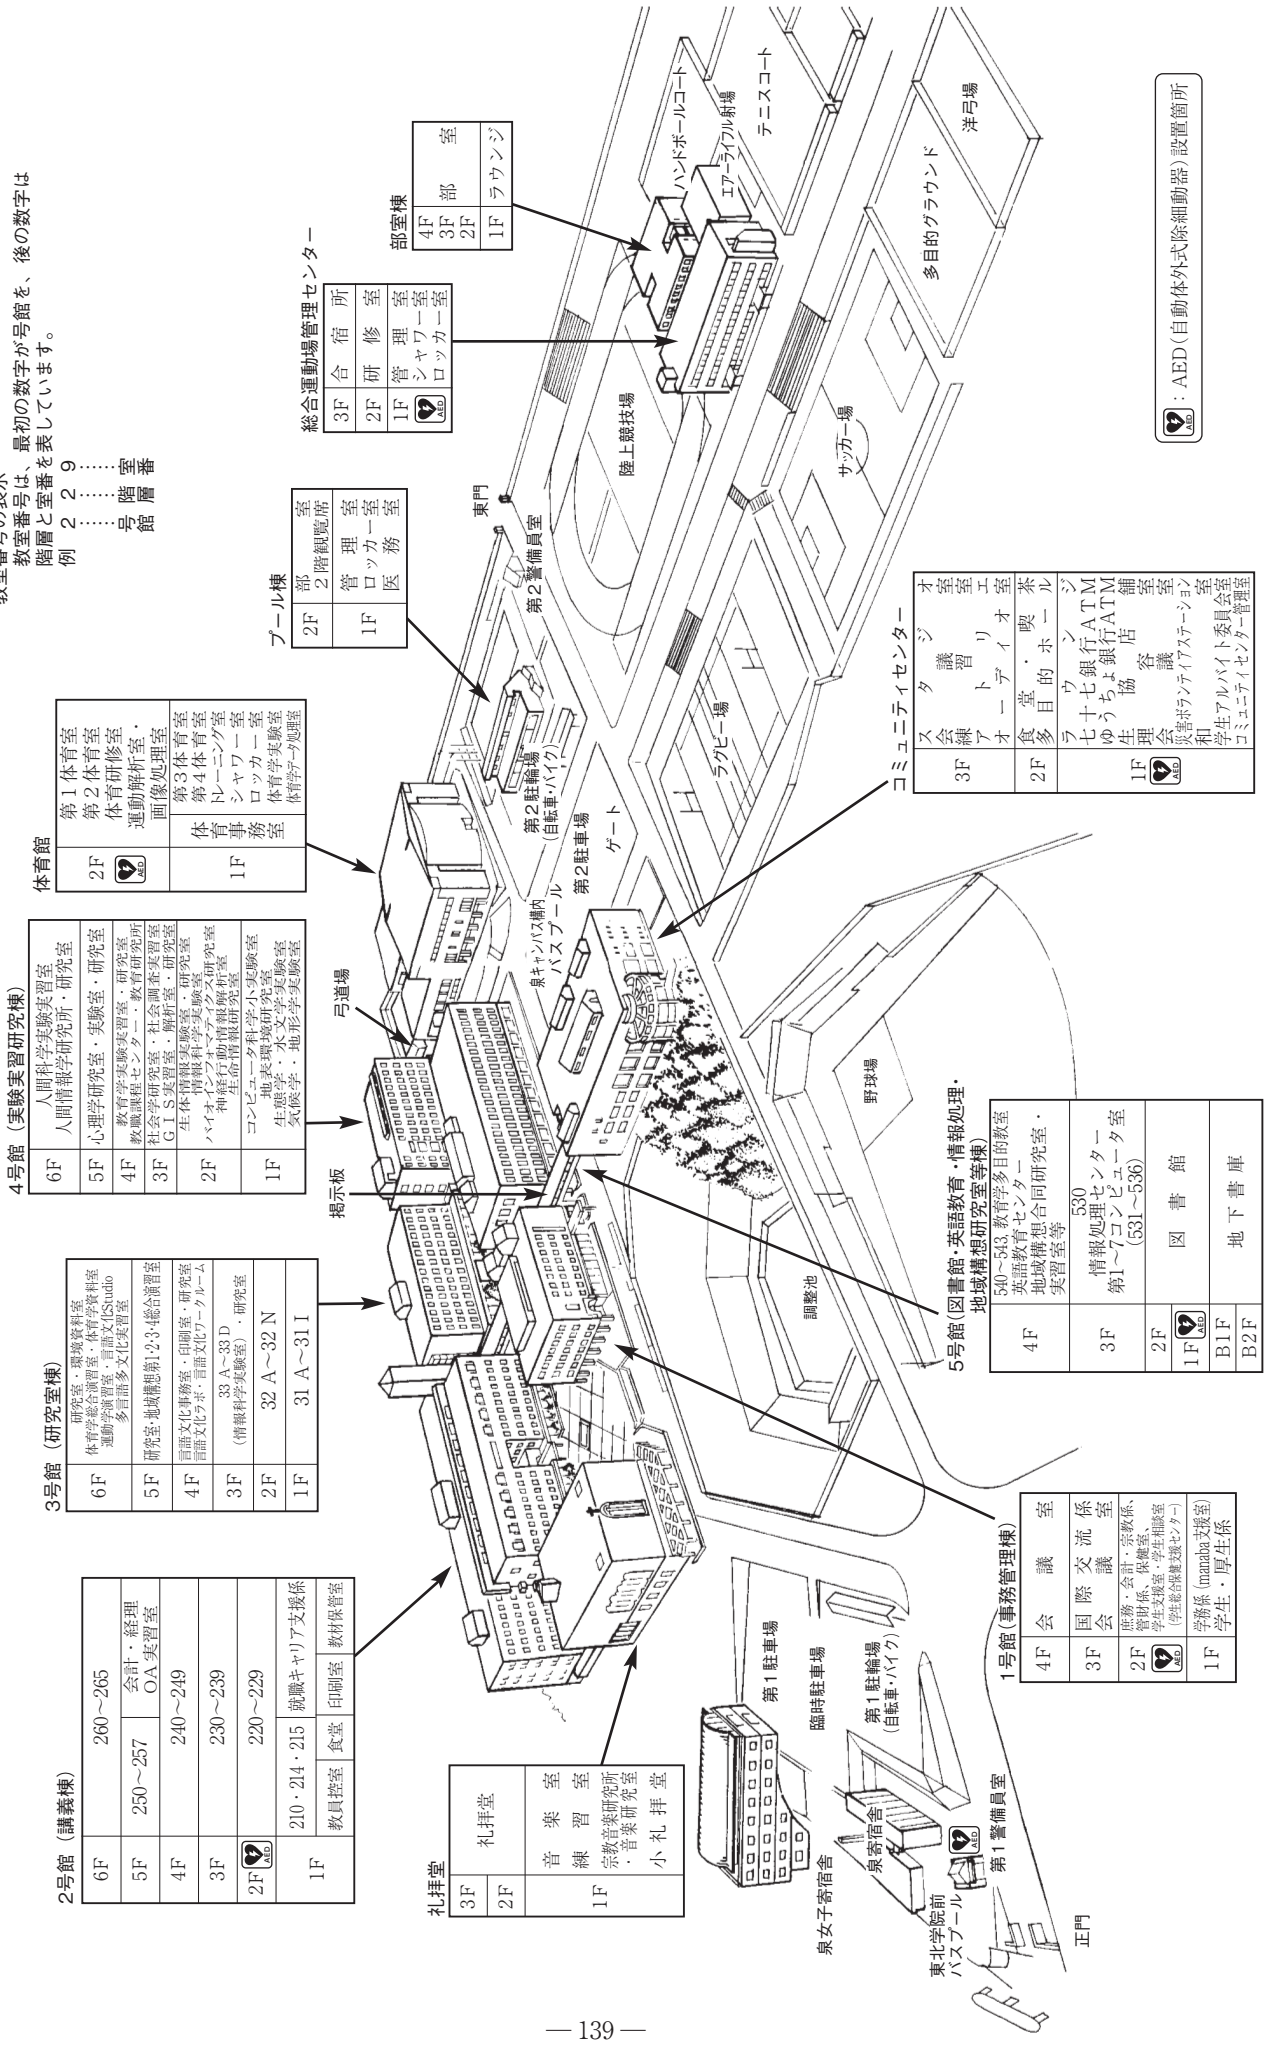 教室番号の表示
教室番号は、最初の数字が号館を、後の数字は
階層と室番を表しています。
例 2 2 9
号館 階層 室番
2号館（講義棟）
6F 260～265
5F 250～257 会計・経理OA実習室
4F 240～249
3F 230～239
2F AED 220～229
1F 210・214・215 就職キャリア支援係
教員控室 食堂 印刷室 教材保管室
3号館（研究室棟）
6F 研究室・環境資料室
体育学総合演習室・体育学資料室
運動学演習室・言語文化Studio
多言語多文化実習室
5F 研究室・地域構想第1・2・3・4総合演習室
4F 言語文化事務室・印刷室・研究室
言語文化ラボ・言語文化ワークルーム
3F 33A～33D
（情報科学実験室）・研究室
2F 32A～32N
1F 31A～31I
4号館（実験実習研究棟）
6F 人間科学実験実習室
人間情報学研究所・研究室
5F 心理学研究室・実験室・研究室
4F 教育学実験実習室・研究室
教職課程センター・教育研究所
3F 社会学研究室・社会調査実習室
GIS実習室・解析室・研究室
2F 生体情報実験室・研究室
情報科学実験室
バイオインフォマテクス研究室
神経行動情報解析室
生命情報研究室
1F コンピュータ科学小実験室
地表環境研究室
生態学・水文学実験室
気候学・地形学実験室
体育館
2F AED 第1体育室
第2体育室
体育研修室
運動解析室・
画像処理室
1F 体育事務室
第3体育室
第4体育室
トレーニング室
シャワー室
ロッカー室
体育学実験室
体育学データ処理室
プール棟
2F 部室
2階観覧席
1F 管理室
ロッカー室
医務室
総合運動場管理センター
3F 合宿所
2F 研修室
1F AED 管理室
シャワー室
ロッカー室
部室棟
4F
3F 部室
2F
1F ラウンジ
礼拝堂
3F 礼拝堂
2F
1F 音楽室
練習室
宗教音楽研究所
・音楽研究室
小礼拝堂
掲示板
弓道場
東門
第2警備員室
第2駐輪場
（自転車・バイク）
第2駐車場
ゲート
泉キャンパス構内
バスプール
陸上競技場
ハンドボールコート
エアーライフル射場
テニスコート
洋弓場
多目的グラウンド
サッカー場
ラグビー場
野球場
調整池
コミュニティセンター
3F スタジオ
会議室
練習室
アトリエ
オーディオ室
2F 食堂・喫茶
多目的ホール
1F AED ラウンジ
七十七銀行ATM
ゆうちょ銀行ATM
生協店舗
理容室
会議室
災害ボランティアステーション
和室
学生アルバイト委員会室
コミュニティセンター管理室
5号館（図書館・英語教育・情報処理・
地域構想研究室等棟）
4F 540～543, 教育学多目的教室
英語教育センター
地域構想合同研究室・
実習室等
3F 530
情報処理センター
第1～7コンピュータ室
（531～536）
2F 図書館
1F AED
B1F 地下書庫
B2F
1号館（事務管理棟）
4F 会議室
3F 国際交流係
会議室
2F AED 庶務・会計・宗教係、
管財係、保健室、
学生支援室・学生相談室
（学生総合保健支援センター）
1F 学務係（manaba支援室）
学生・厚生係
第1駐車場
臨時駐車場
第1駐輪場
（自転車・バイク）
泉女子寄宿舎
泉寄宿舎
AED
第1警備員室
東北学院前
バスプール
正門
AED：AED（自動体外式除細動器）設置箇所
— 139 —